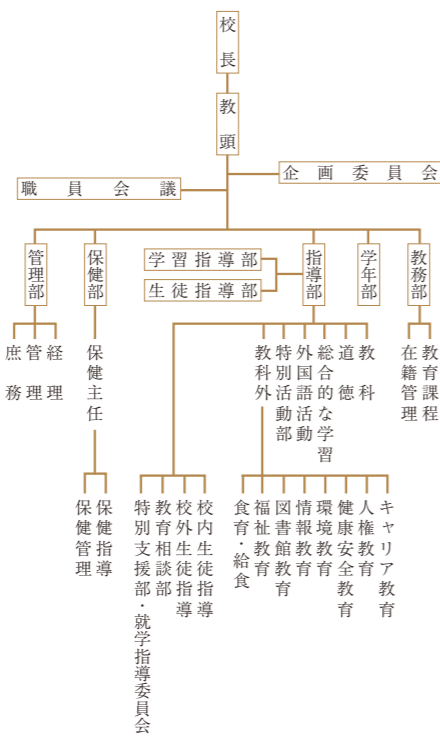 校長
教頭
企画委員会
職員会議
教務部
学年部
指導部
学習指導部
生徒指導部
保健部
管理部
教育課程
在籍管理
教科
道徳
総合的な学習
外国語活動
特別活動部
教科外
保健主任
経理
管理
庶務
キャリア教育
人権教育
健康安全教育
環境教育
情報教育
図書館教育
福祉教育
食育・給食
校内生徒指導
校外生徒指導
教育相談部
特別支援部・就学指導委員会
保健指導
保健管理